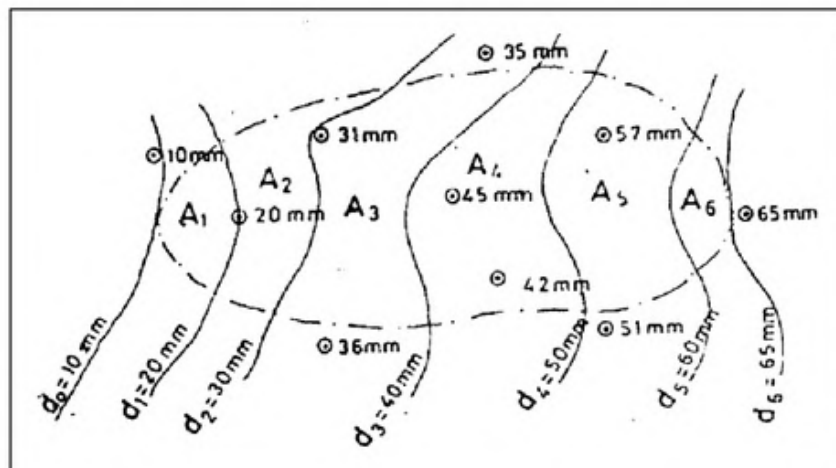 35 mm
31 mm
57 mm
10 mm
A₂
A₄
45 mm
A₁
20 mm
A₃
A₅
A₆
65 mm
42 mm
36 mm
51 mm
d₀ = 10 mm
d₁ = 20 mm
d₂ = 30 mm
d₃ = 40 mm
d₄ = 50 mm
d₅ = 60 mm
d₆ = 65 mm